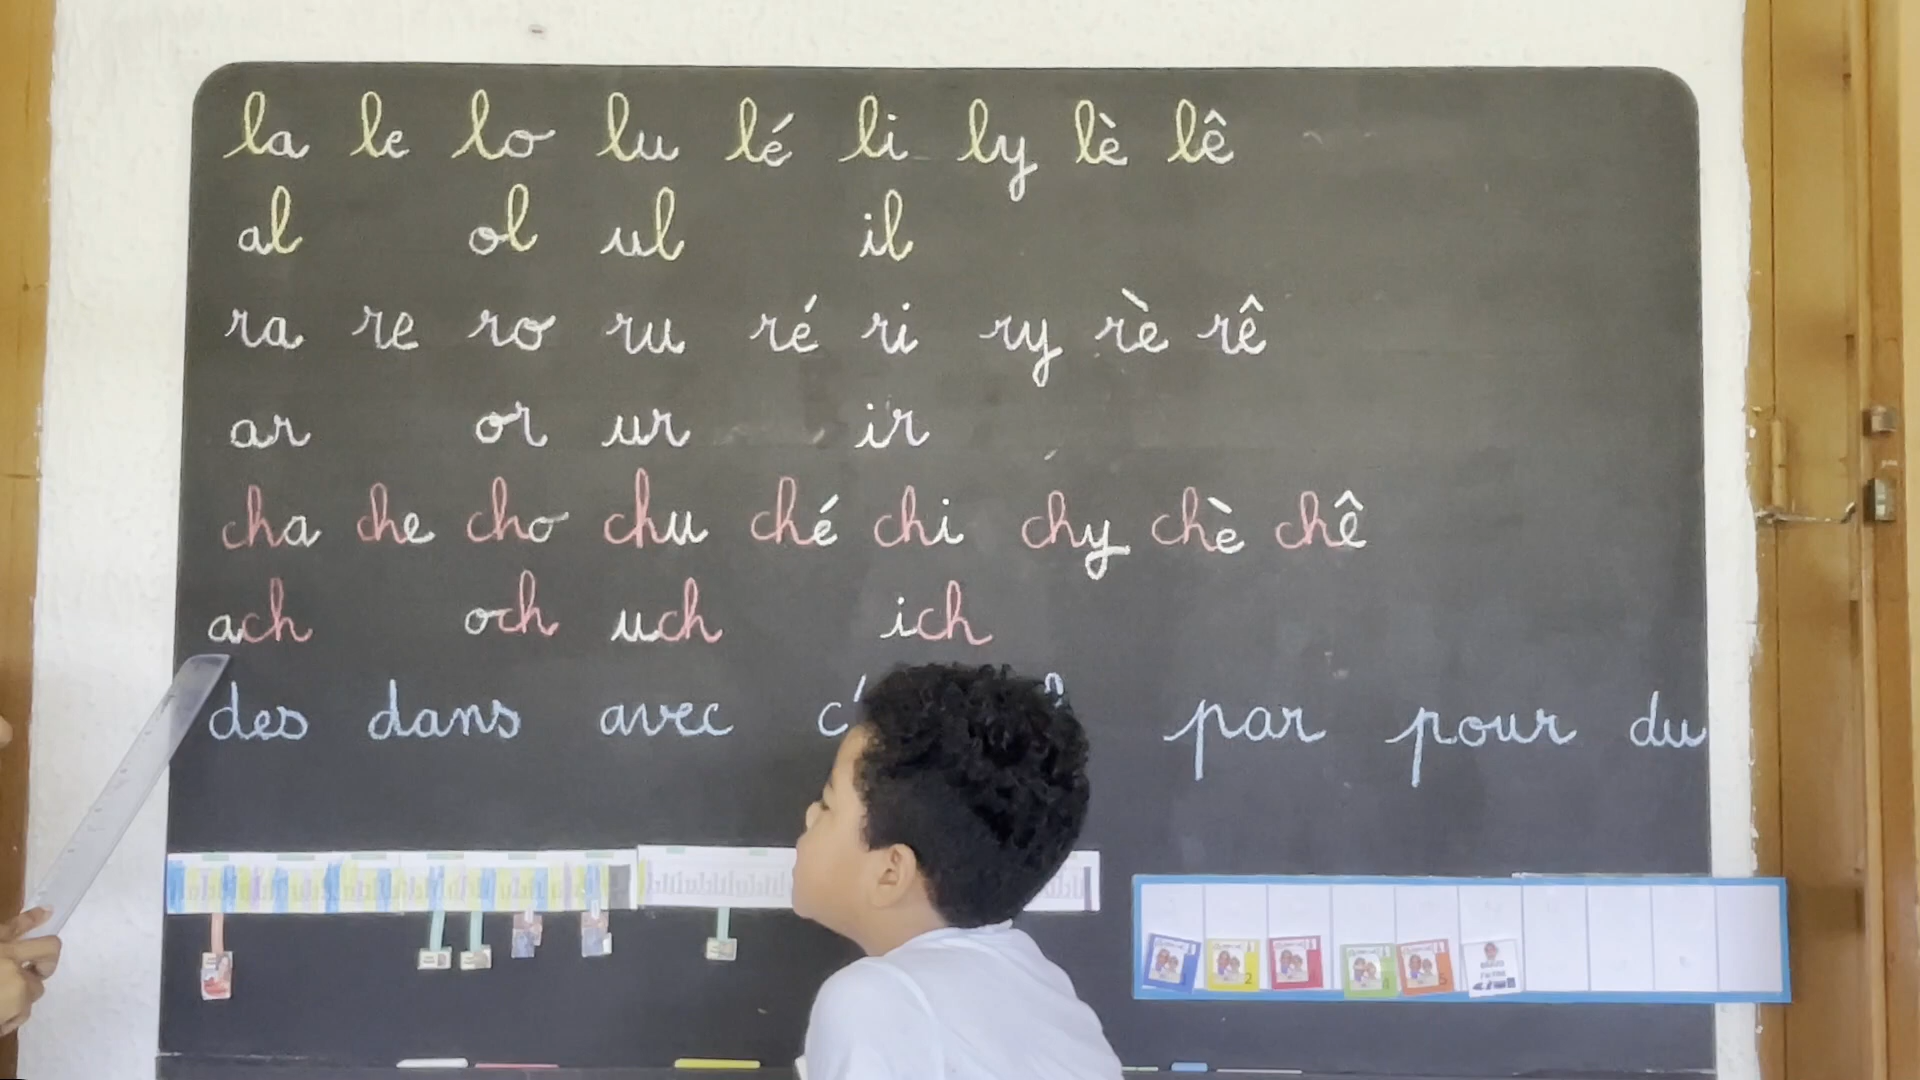 la le lo lu lé li ly lè lê
al ol ul il
ra re ro ru ré ri ry rè rê
ar or ur ir
cha che cho chu ché chi chy chè chê
ach och uch ich
des dans avec par pour du